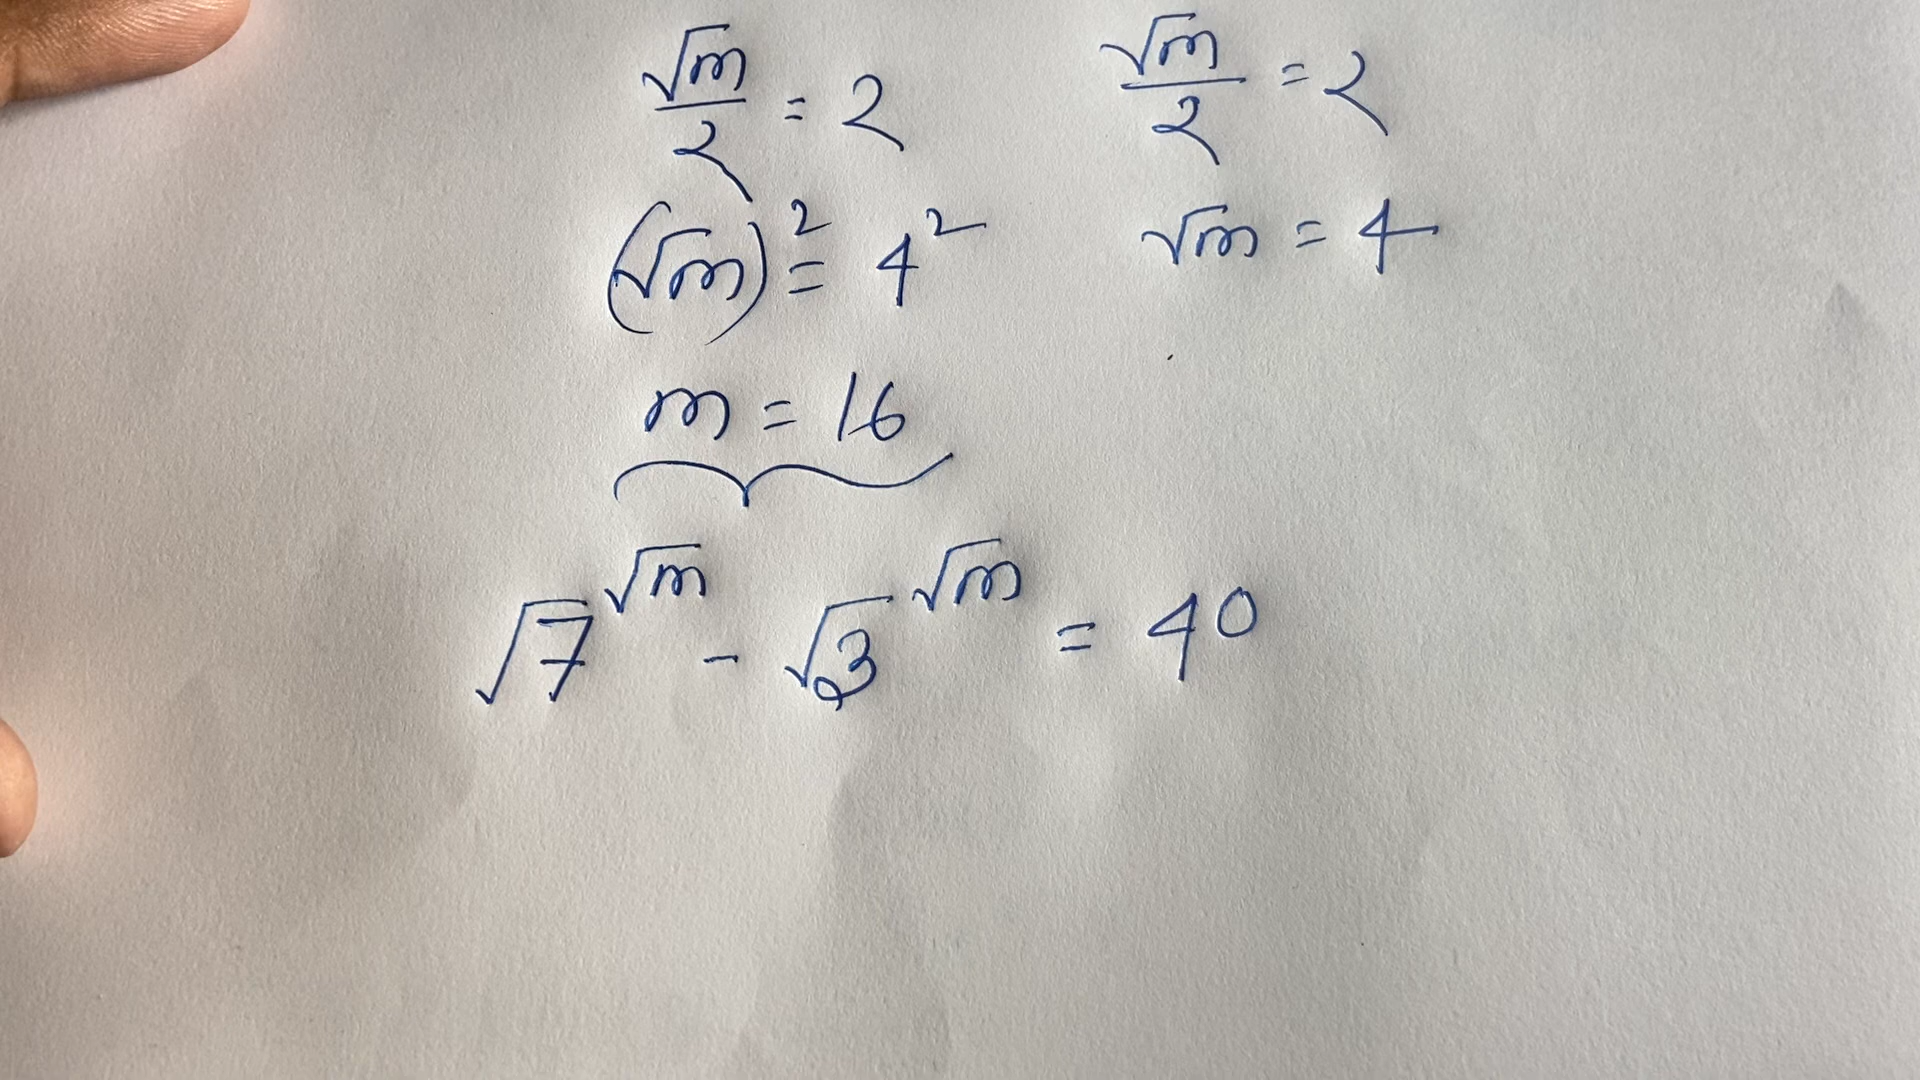 √m/2 = 2    √m/2 = 2
(√m)² = 4²    √m = 4
m = 16
√7^√m - √3^√m = 40